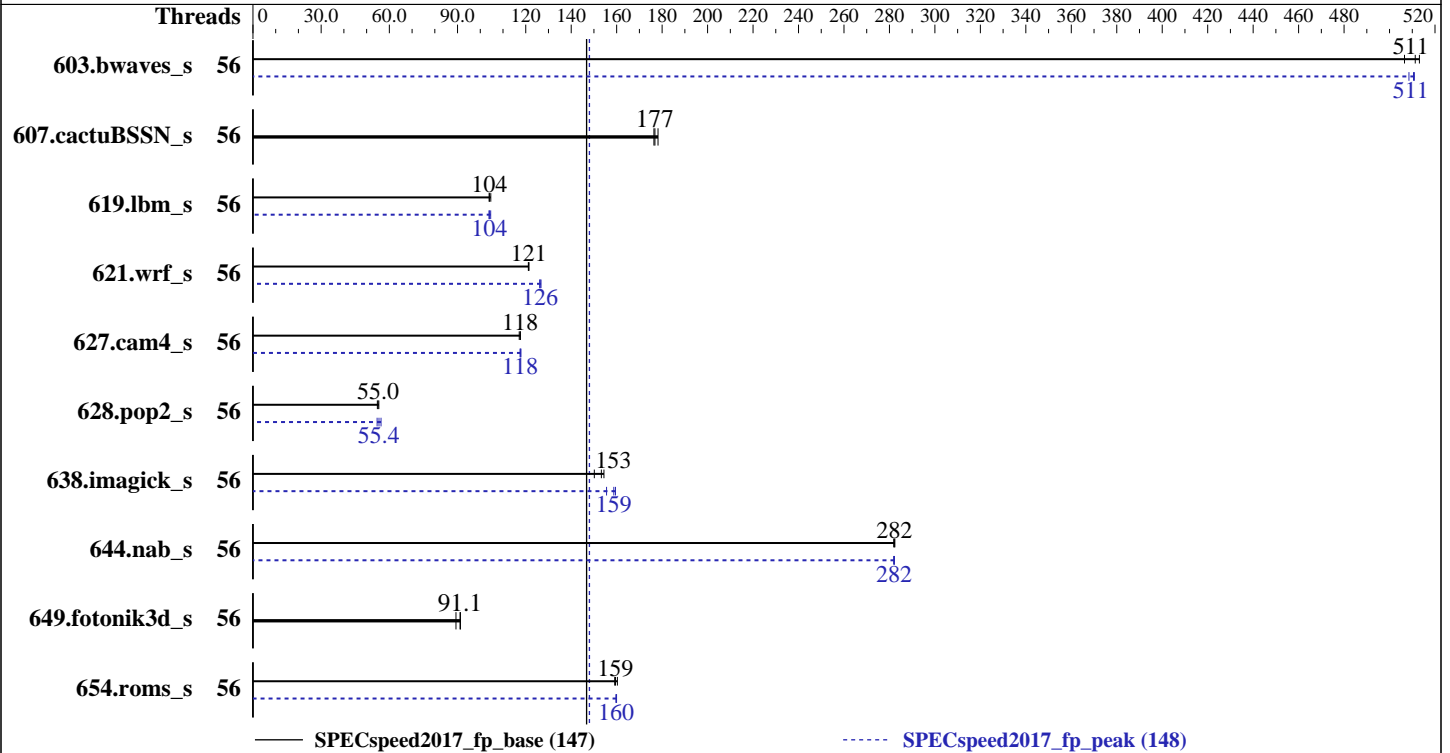 Threads 0 30.0 60.0 90.0 120 140 160 180 200 220 240 260 280 300 320 340 360 380 400 420 440 460 480 520
511
603.bwaves_s 56
511
177
607.cactuBSSN_s 56
104
619.lbm_s 56
104
121
621.wrf_s 56
126
118
627.cam4_s 56
118
55.0
628.pop2_s 56
55.4
153
638.imagick_s 56
159
282
644.nab_s 56
282
91.1
649.fotonik3d_s 56
159
654.roms_s 56
160
SPECspeed2017_fp_base (147) SPECspeed2017_fp_peak (148)